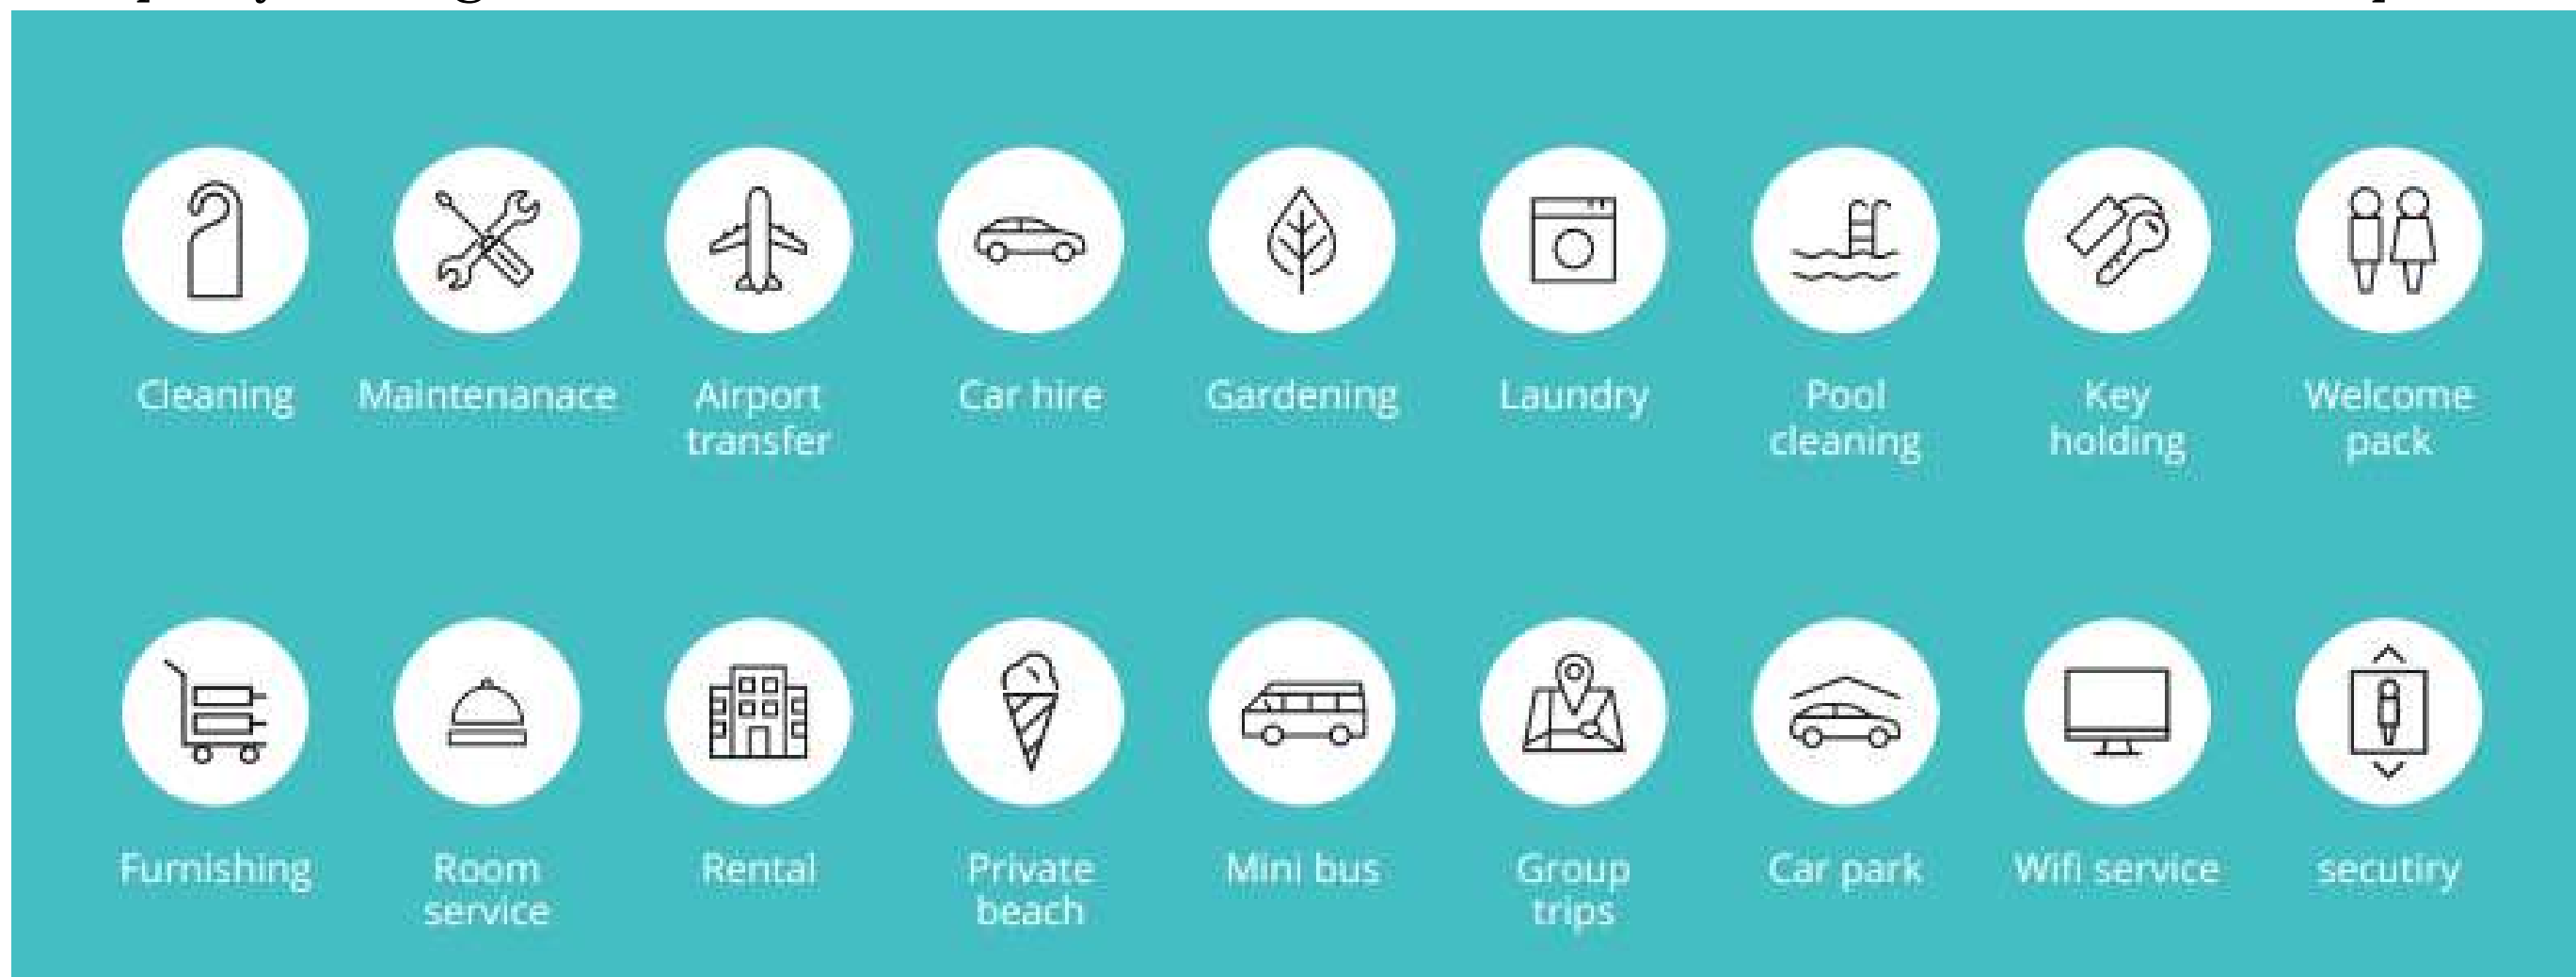 Cleaning
Maintenanace
Airport
transfer
Car hire
Gardening
Laundry
Pool
cleaning
Key
holding
Welcome
pack
Furnishing
Room
service
Rental
Private
beach
Mini bus
Group
trips
Car park
Wifi service
secutiry